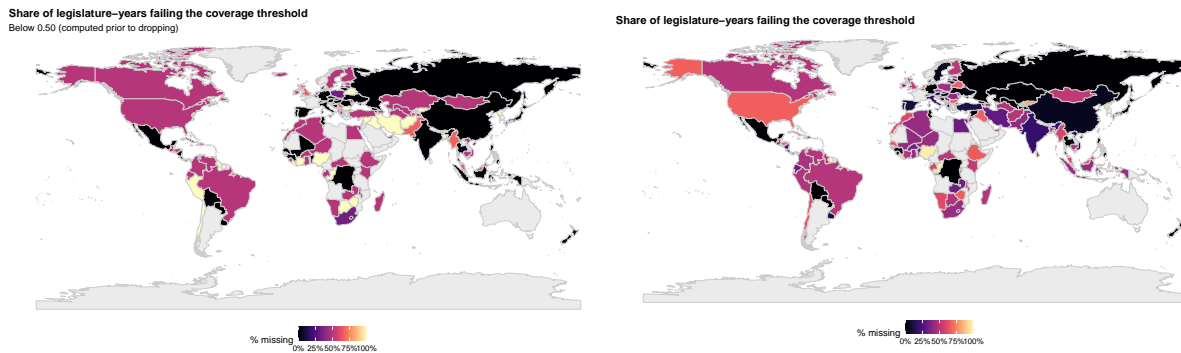 Share of legislature−years failing the coverage threshold
Below 0.50 (computed prior to dropping)
% missing
0% 25% 50% 75% 100%
Share of legislature−years failing the coverage threshold
% missing
0% 25% 50% 75% 100%